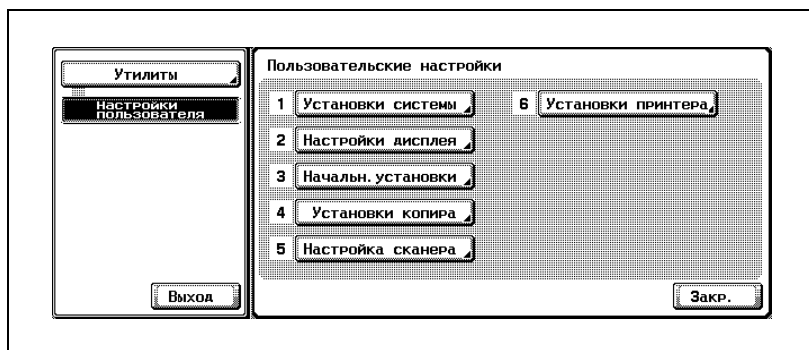 Утилиты
Настройки
пользователя
Выход
Пользовательские настройки
1 Установки системы
2 Настройки дисплея
3 Начальн.установки
4 Установки копира
5 Настройка сканера
6 Установки принтера
Закр.